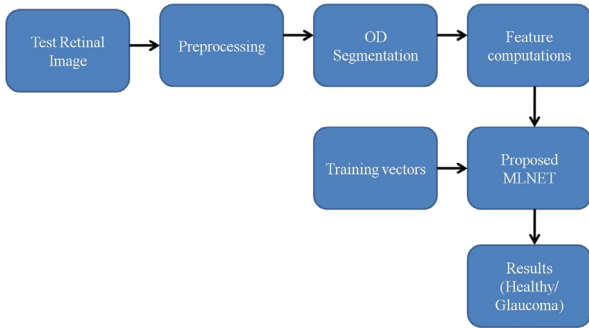 Test Retinal
Image
Preprocessing
OD
Segmentation
Feature
computations
Training vectors
Proposed
MLNET
Results
(Healthy/
Glaucoma)